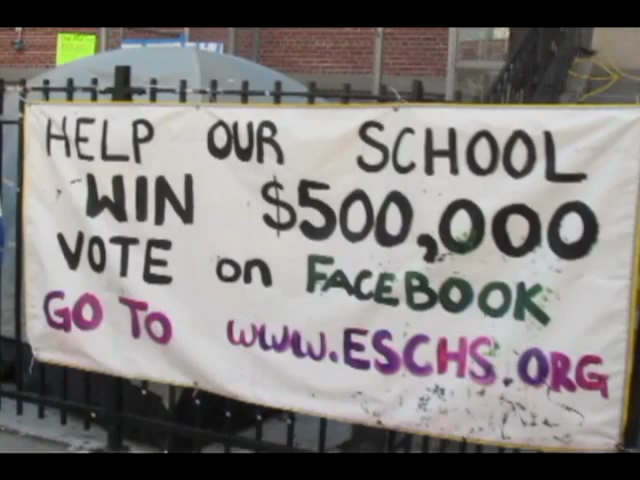 HELP OUR SCHOOL
WIN $500,000
VOTE on FACEBOOK
GO TO www.ESCHS.ORG